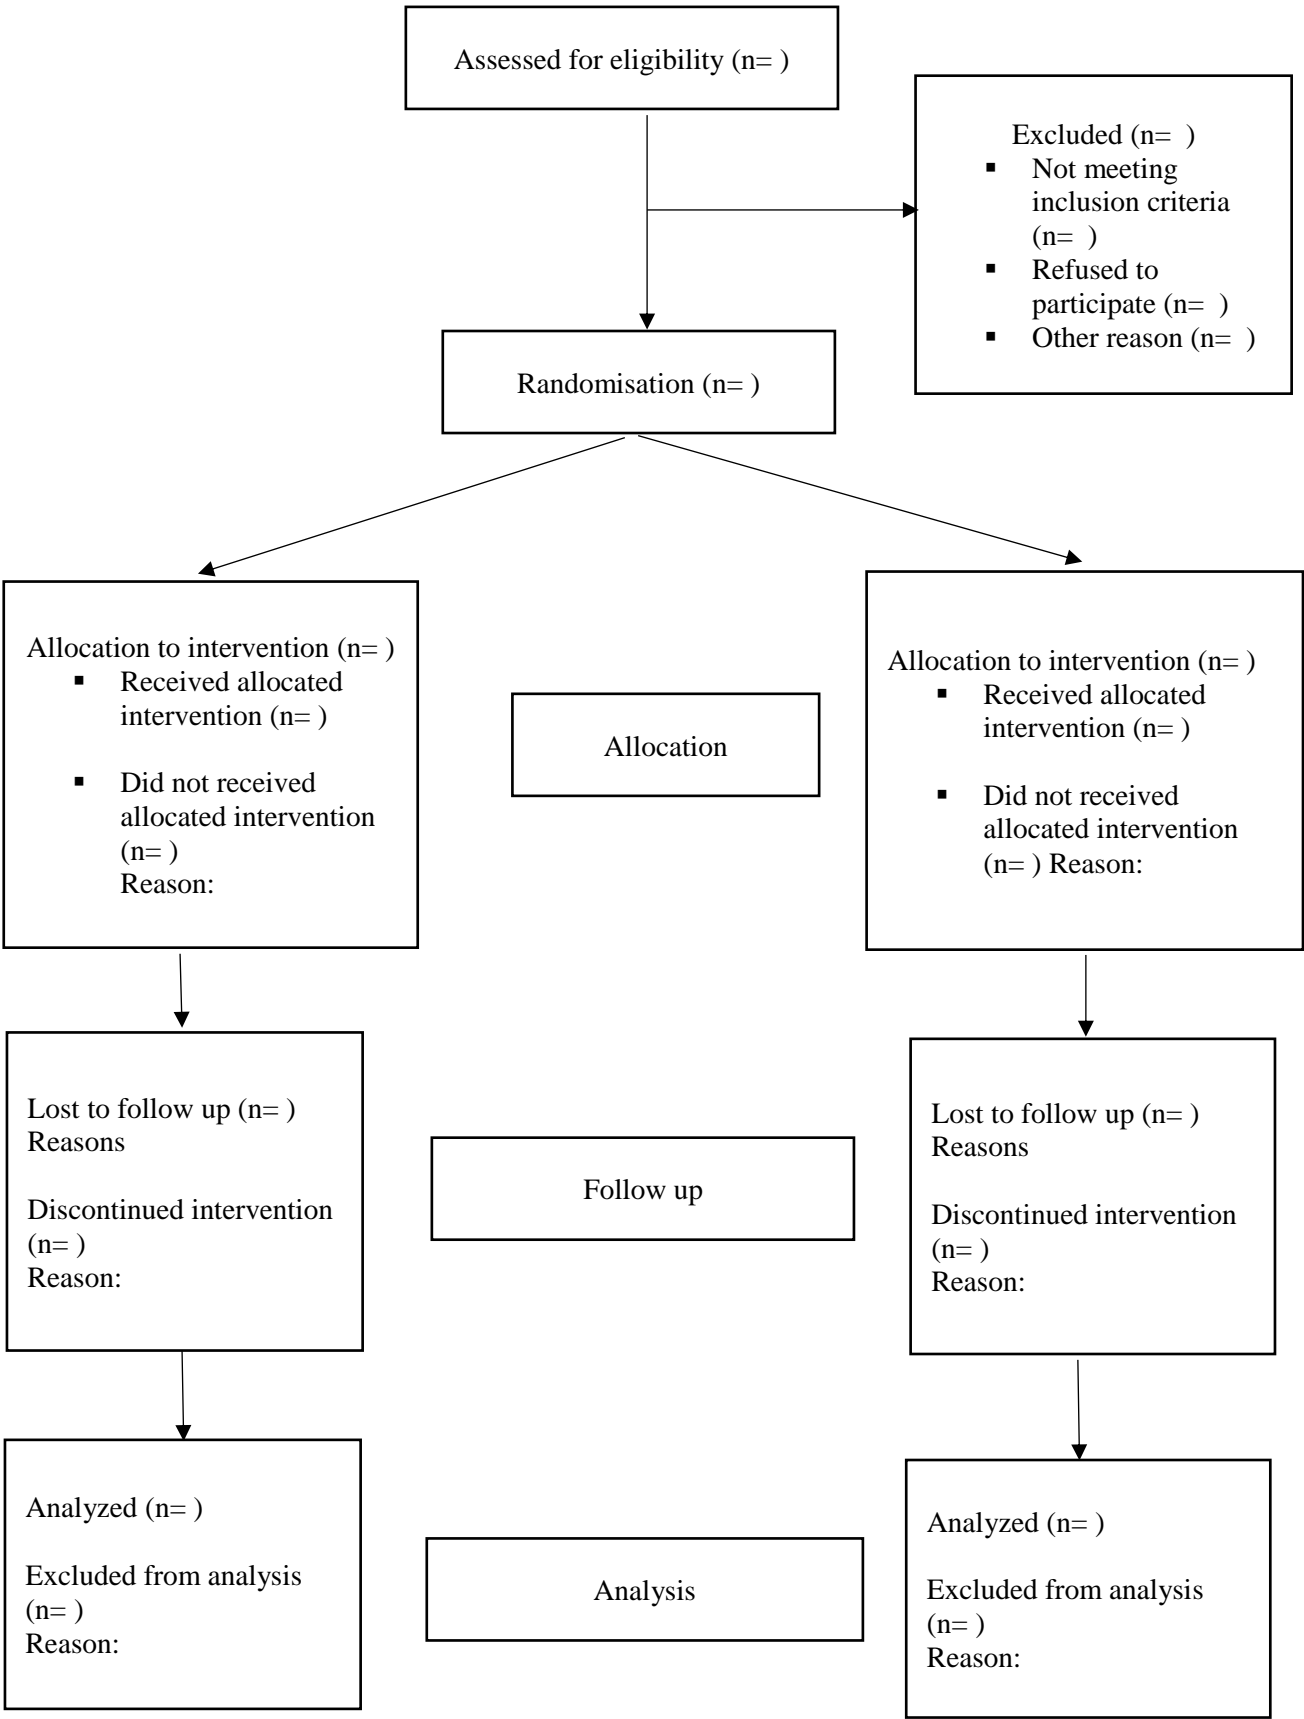 Assessed for eligibility (n= )
Excluded (n=  )
▪ Not meeting
inclusion criteria
(n=  )
▪ Refused to
participate (n=  )
▪ Other reason (n=  )
Randomisation (n= )
Allocation to intervention (n= )
▪ Received allocated
intervention (n= )
▪ Did not received
allocated intervention
(n= )
Reason:
Allocation
Allocation to intervention (n= )
▪ Received allocated
intervention (n= )
▪ Did not received
allocated intervention
(n= ) Reason:
Lost to follow up (n= )
Reasons
Discontinued intervention
(n= )
Reason:
Follow up
Lost to follow up (n= )
Reasons
Discontinued intervention
(n= )
Reason:
Analyzed (n= )
Excluded from analysis
(n= )
Reason:
Analysis
Analyzed (n= )
Excluded from analysis
(n= )
Reason: